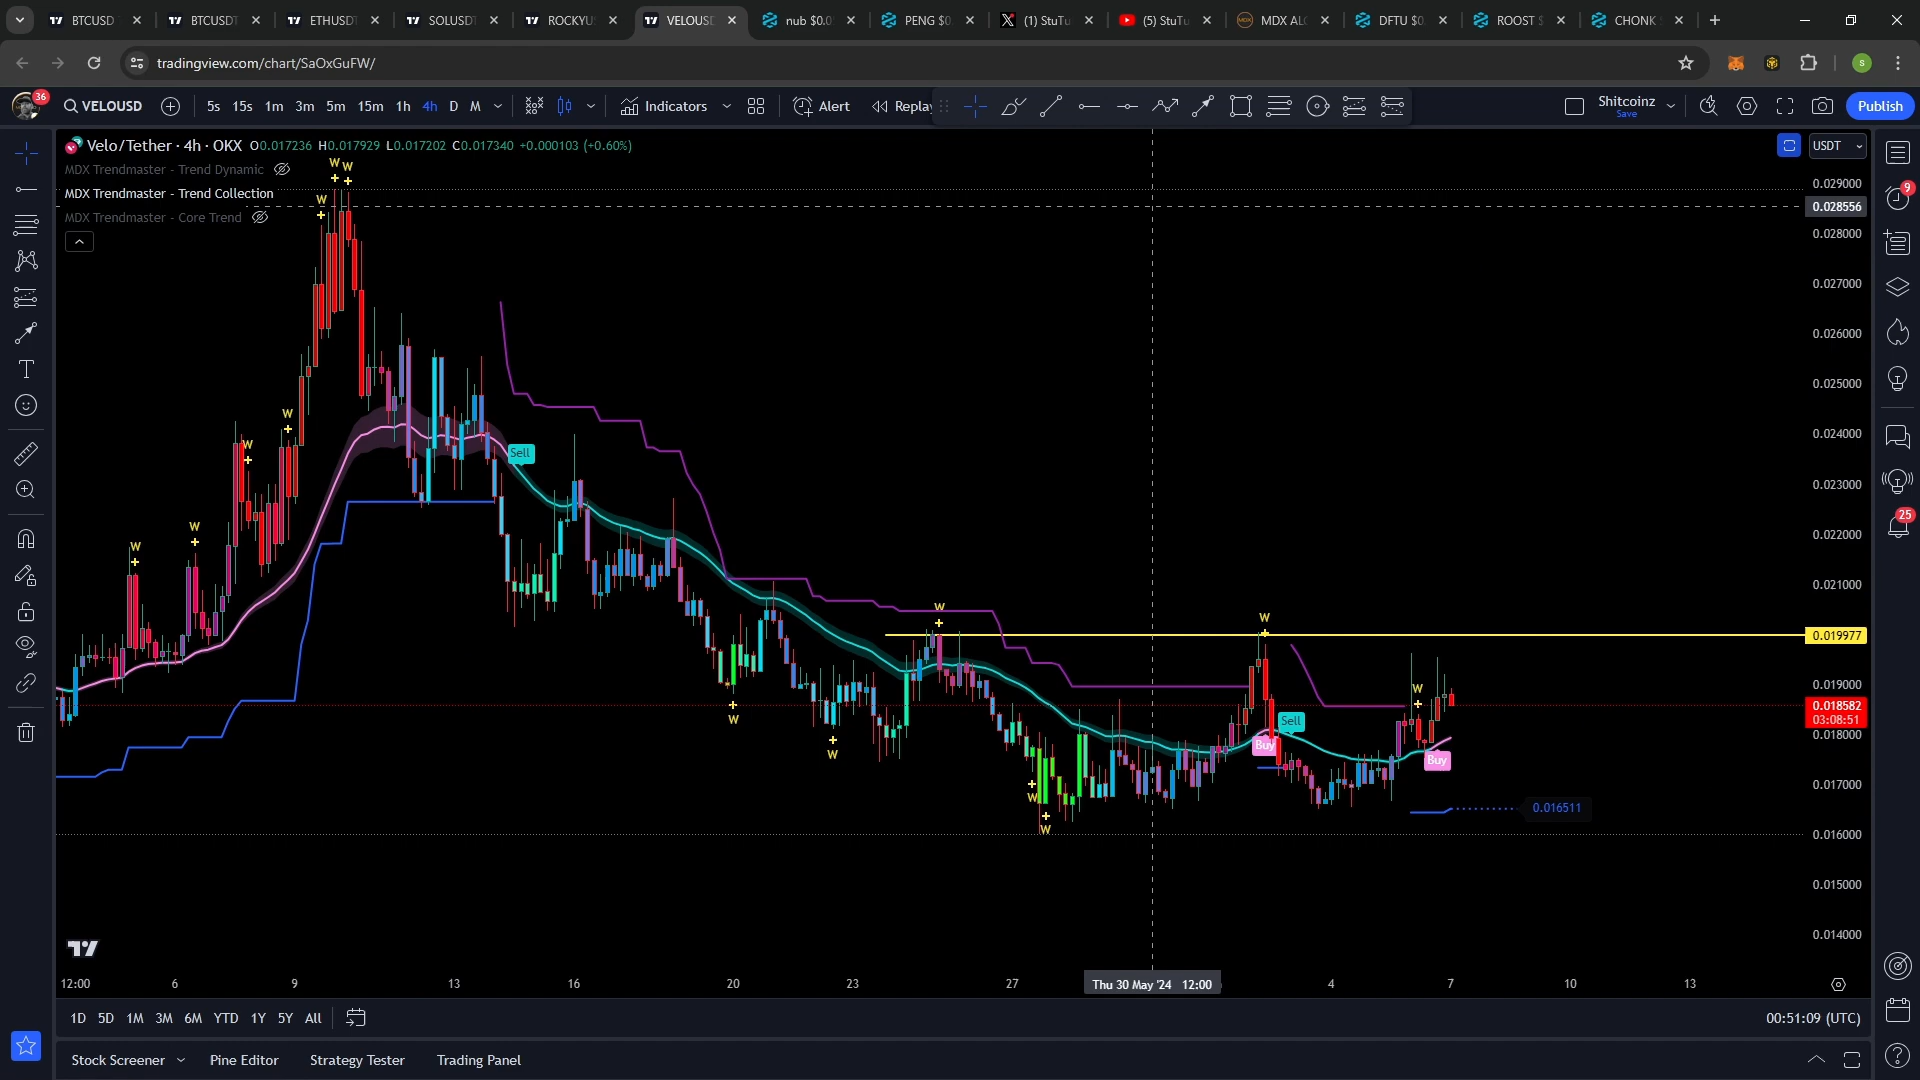 BTCUSD
BTCUSDT
ETHUSDT
SOLUSDT
ROCKYU
VELOUSD
nub $0.0
PENG $0
(1) StuTu
(5) StuTu
MDX ALG
DFTU $0.
ROOST $
CHONK
tradingview.com/chart/SaOxGuFW/
S
36
VELOUSD
5s
15s
1m
3m
5m
15m
1h
4h
D
M
Indicators
Alert
Replay
Shitcoinz
Save
Publish
Velo/Tether · 4h · OKX O0.017236 H0.017929 L0.017202 C0.017340 +0.000103 (+0.60%)
MDX Trendmaster - Trend Dynamic
MDX Trendmaster - Trend Collection
MDX Trendmaster - Core Trend
USDT
9
25
0.029000
0.028556
0.028000
0.027000
0.026000
0.025000
0.024000
0.023000
0.022000
0.021000
0.019977
0.019000
0.018582
03:08:51
0.018000
0.017000
0.016000
0.015000
0.014000
W
W
W
W
W
W
W
Sell
W
W
W
W
W
W
Buy
Sell
W
Buy
0.016511
12:00
6
9
13
16
20
23
27
Thu 30 May '24 12:00
4
7
10
13
1D
5D
1M
3M
6M
YTD
1Y
5Y
All
00:51:09 (UTC)
Stock Screener
Pine Editor
Strategy Tester
Trading Panel